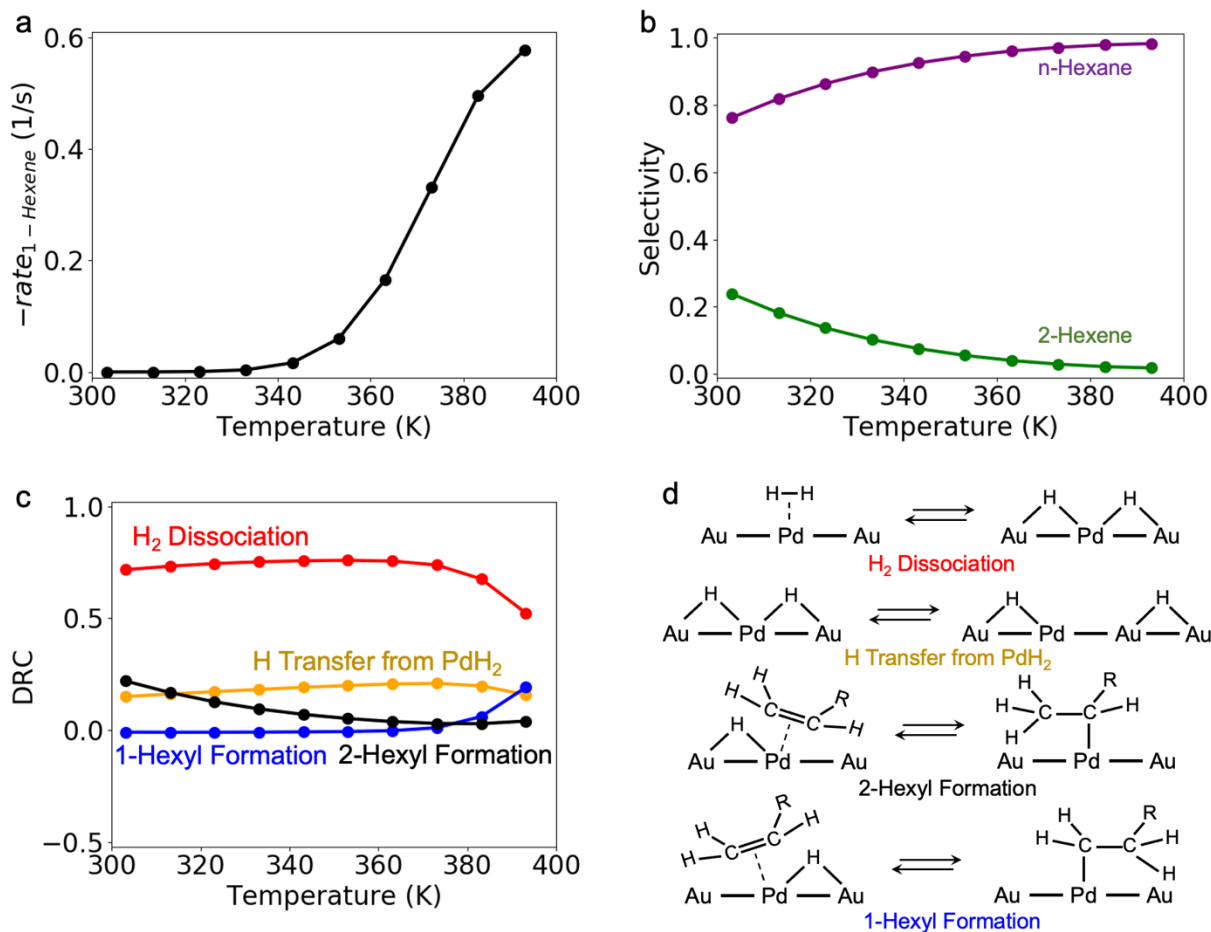 a
−rate1−Hexene (1/s)
0.6
0.4
0.2
0.0
300 320 340 360 380 400
Temperature (K)
b
Selectivity
1.0
0.8
0.6
0.4
0.2
0.0
n-Hexane
2-Hexene
300 320 340 360 380 400
Temperature (K)
c
DRC
1.0
0.5
0.0
−0.5
H2 Dissociation
H Transfer from PdH2
1-Hexyl Formation 2-Hexyl Formation
300 320 340 360 380 400
Temperature (K)
d
H H
Au Pd Au
H H
Au Pd Au
H2 Dissociation
H H
Au Pd Au
H H
Au Pd Au Au
H Transfer from PdH2
H H R
C C
H H
Au Pd Au
H R
H C C H
H
Au Pd Au
2-Hexyl Formation
H R H
C C
H H
Au Pd Au
H R
H C C H
H
Au Pd Au
1-Hexyl Formation